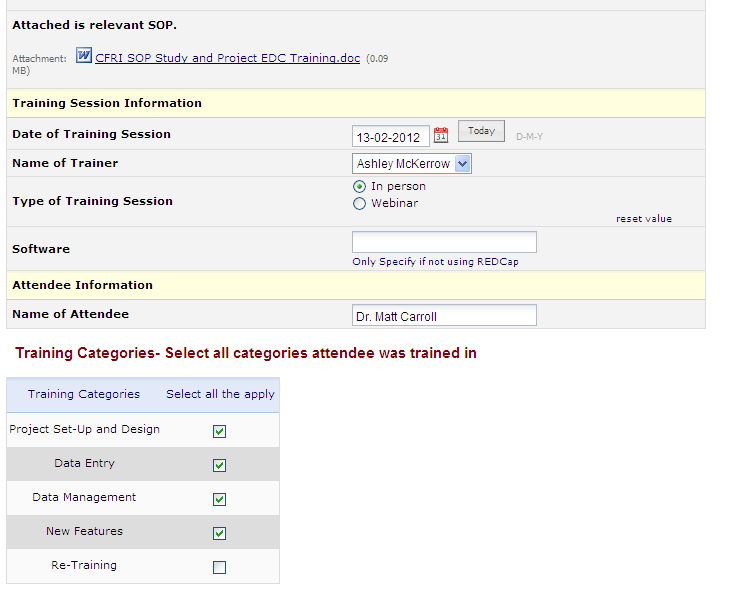 Attached is relevant SOP.
Attachment: CFRI SOP Study and Project EDC Training.doc (0.09
MB)
Training Session Information
Date of Training Session 13-02-2012 31 Today D-M-Y
Name of Trainer Ashley McKerrow
In person
Type of Training Session
Webinar
reset value
Software
Only Specify if not using REDCap
Attendee Information
Name of Attendee Dr. Matt Carroll
Training Categories- Select all categories attendee was trained in
Training Categories Select all the apply
Project Set-Up and Design
Data Entry
Data Management
New Features
Re-Training